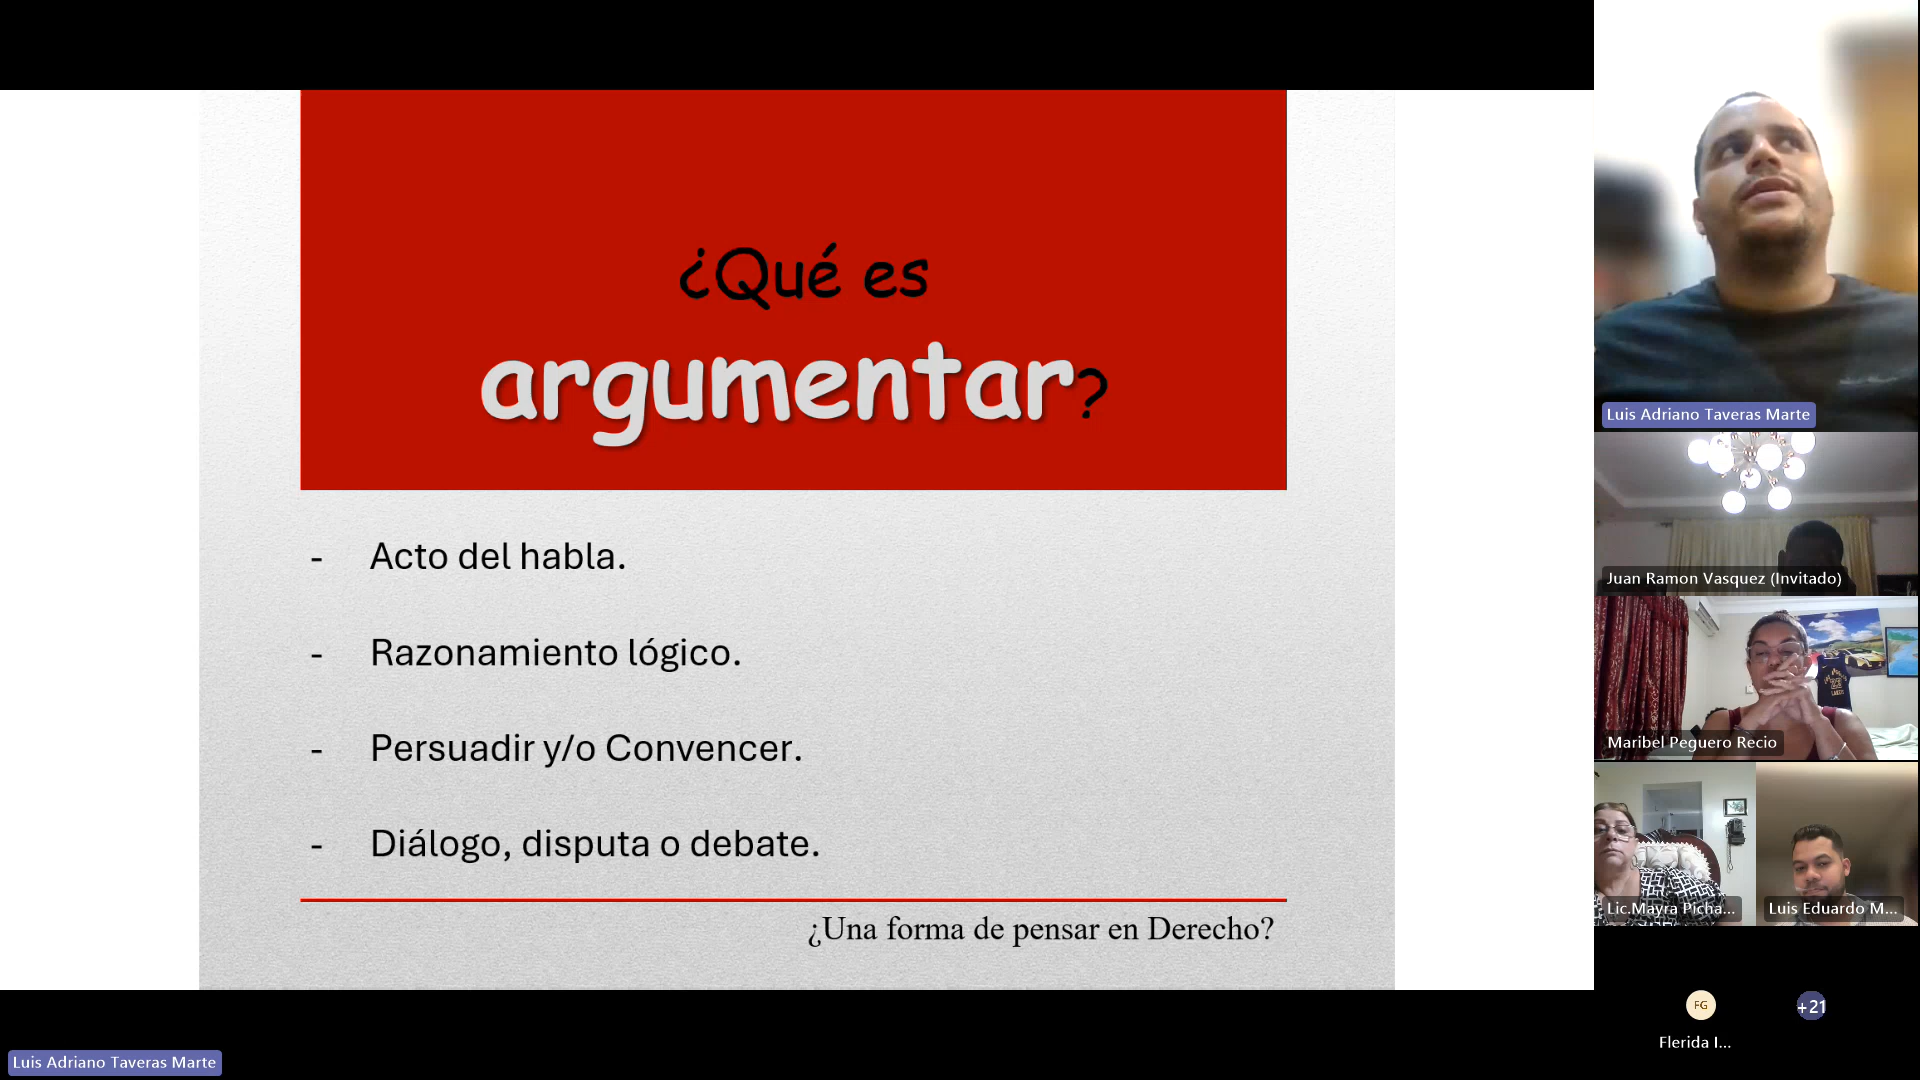 ¿Qué es
argumentar?
- Acto del habla.
- Razonamiento lógico.
- Persuadir y/o Convencer.
- Diálogo, disputa o debate.
¿Una forma de pensar en Derecho?
Luis Adriano Taveras Marte
Luis Adriano Taveras Marte
Juan Ramon Vasquez (Invitado)
Maribel Peguero Recio
Lic.Mayra Picha...
Luis Eduardo M...
FG
+21
Flerida I...